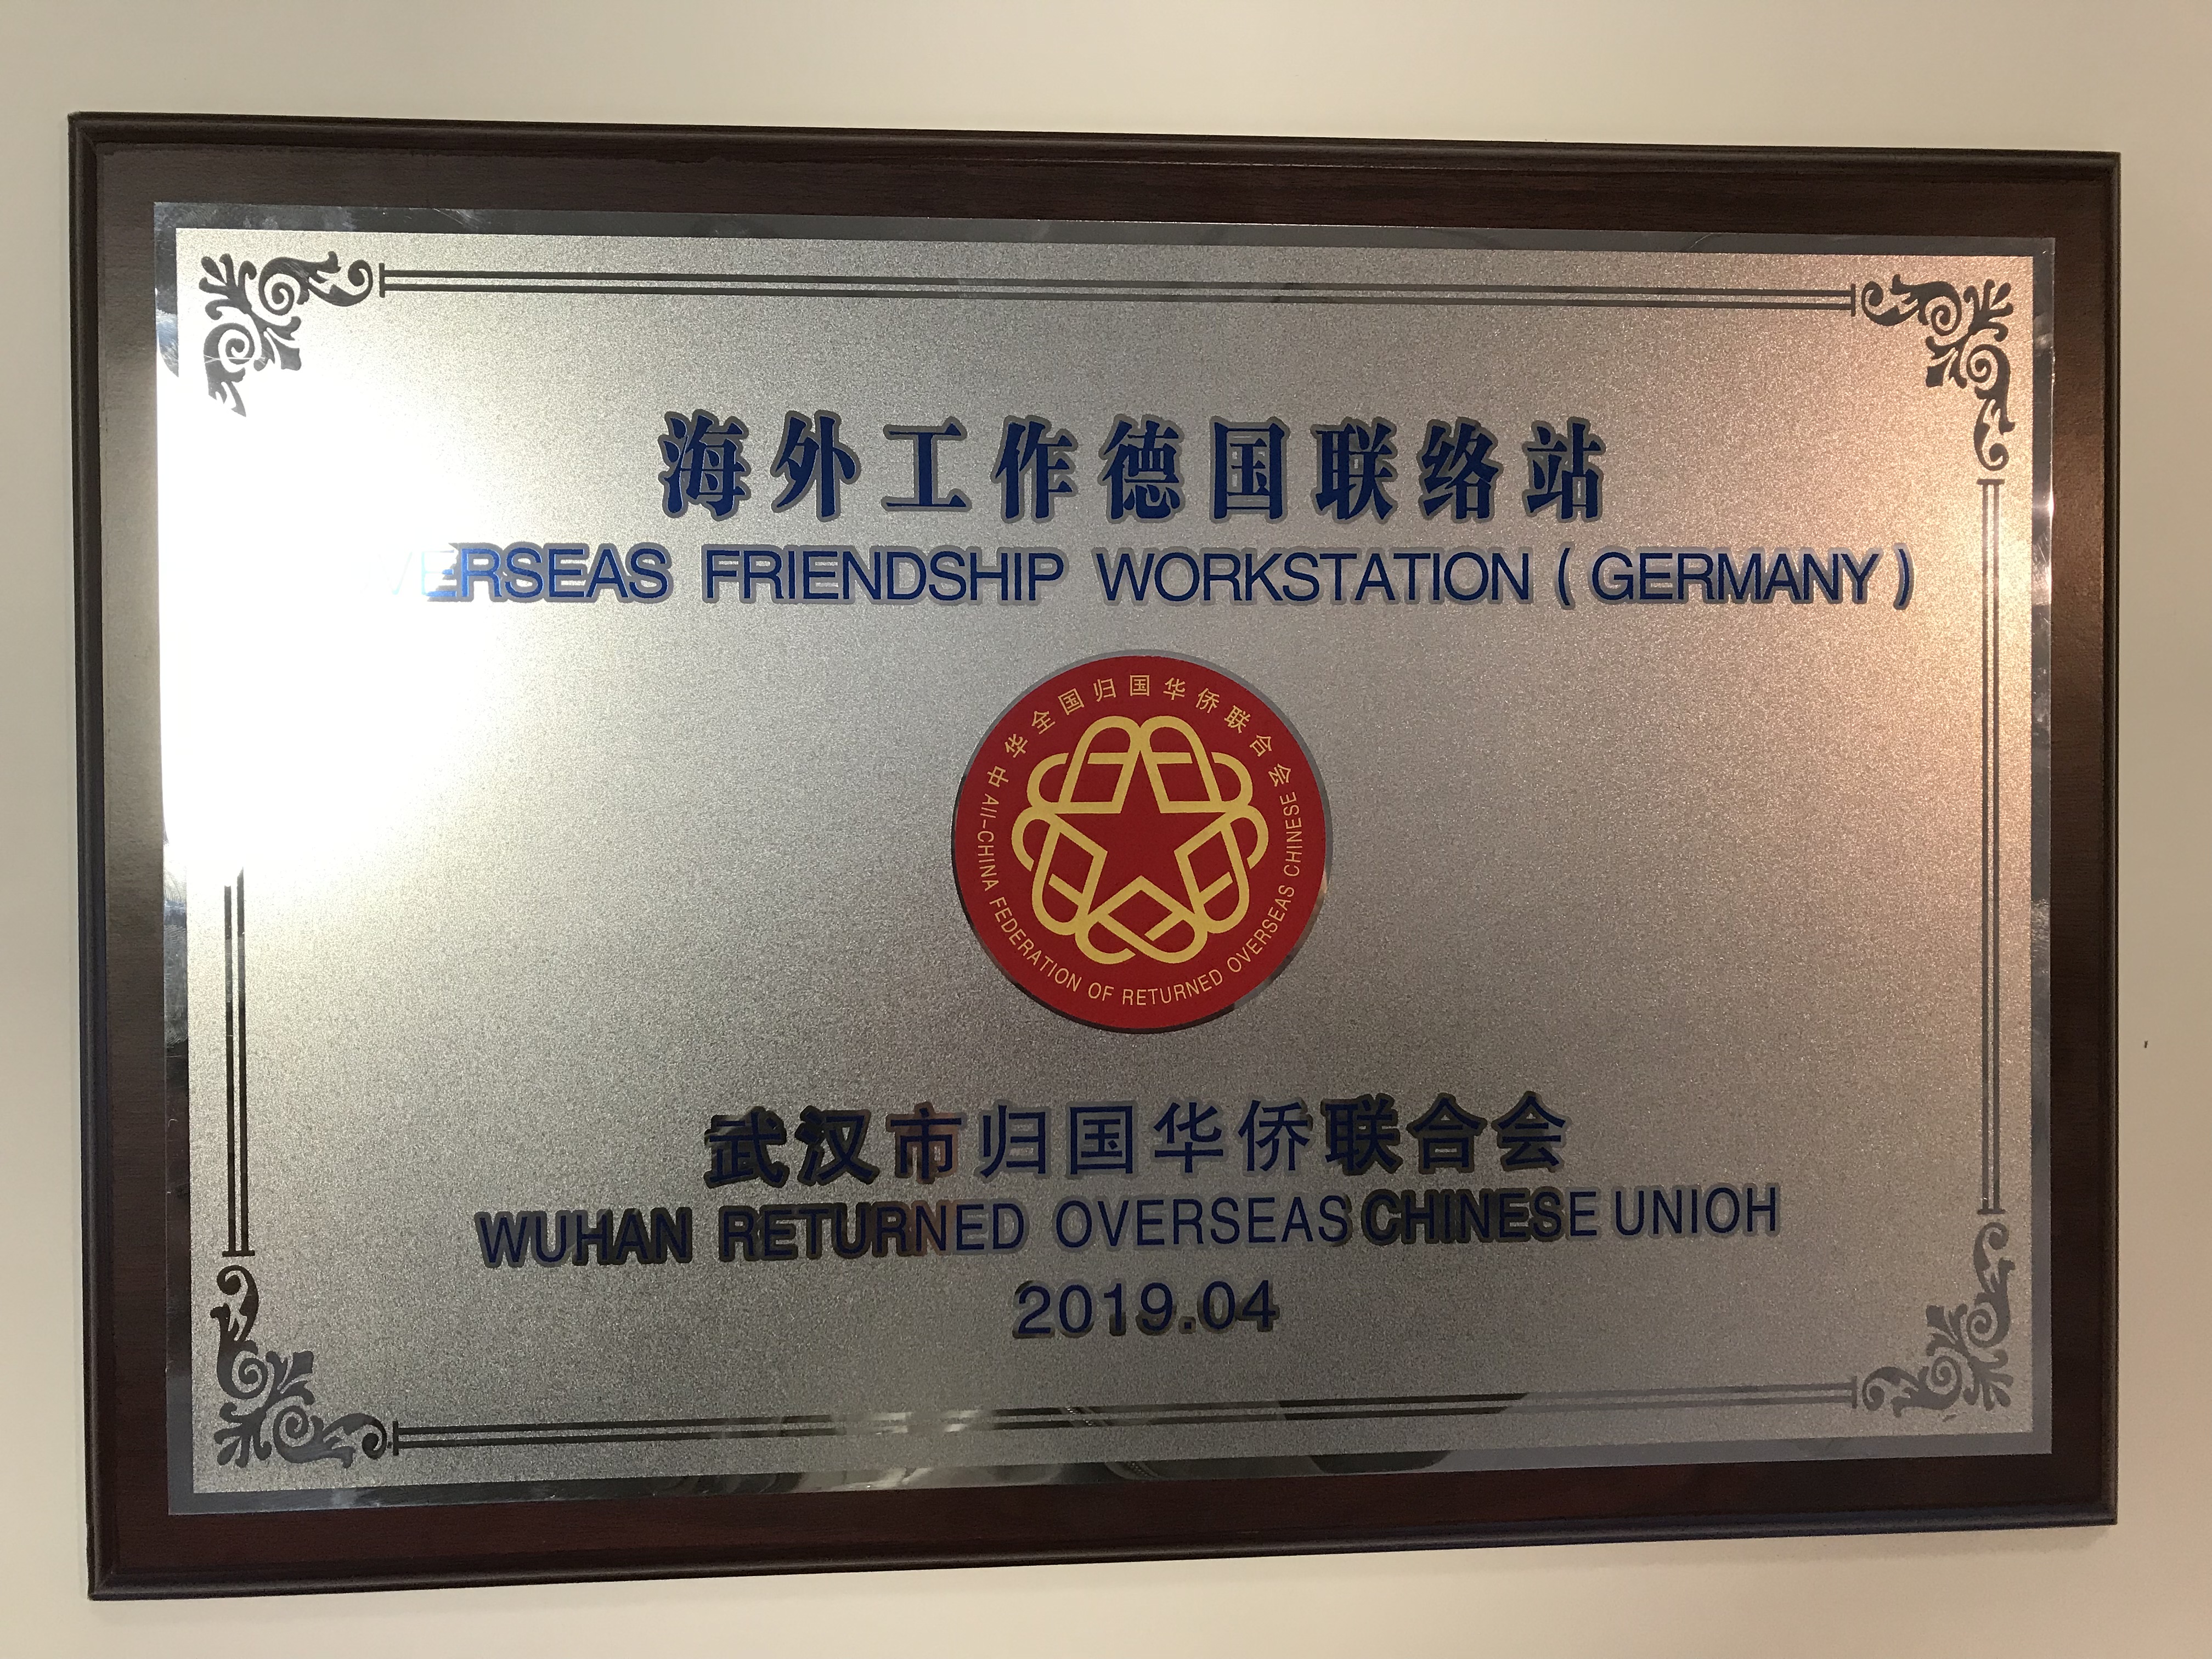 海外工作德国联络站
VERSEAS FRIENDSHIP WORKSTATION ( GERMANY )
中华全国归国华侨联合会
All-CHINA FEDERATION OF RETURNED OVERSEAS CHINESE
武汉市归国华侨联合会
WUHAN RETURNED OVERSEAS CHINESE UNIOH
2019.04